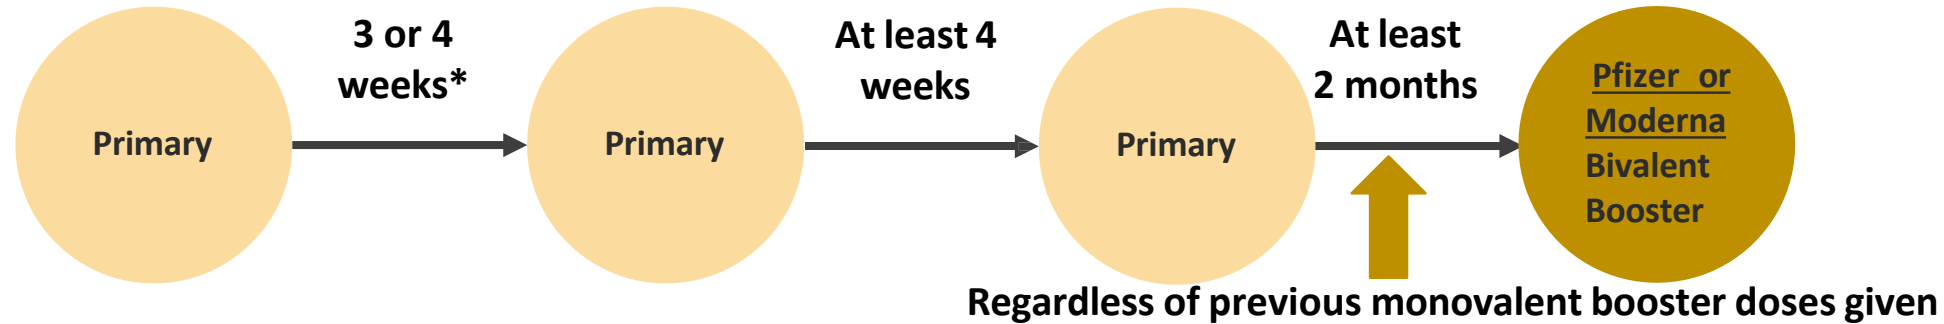 Primary
3 or 4
weeks*
Primary
At least 4
weeks
Primary
At least
2 months
Pfizer or
Moderna
Bivalent
Booster
Regardless of previous monovalent booster doses given